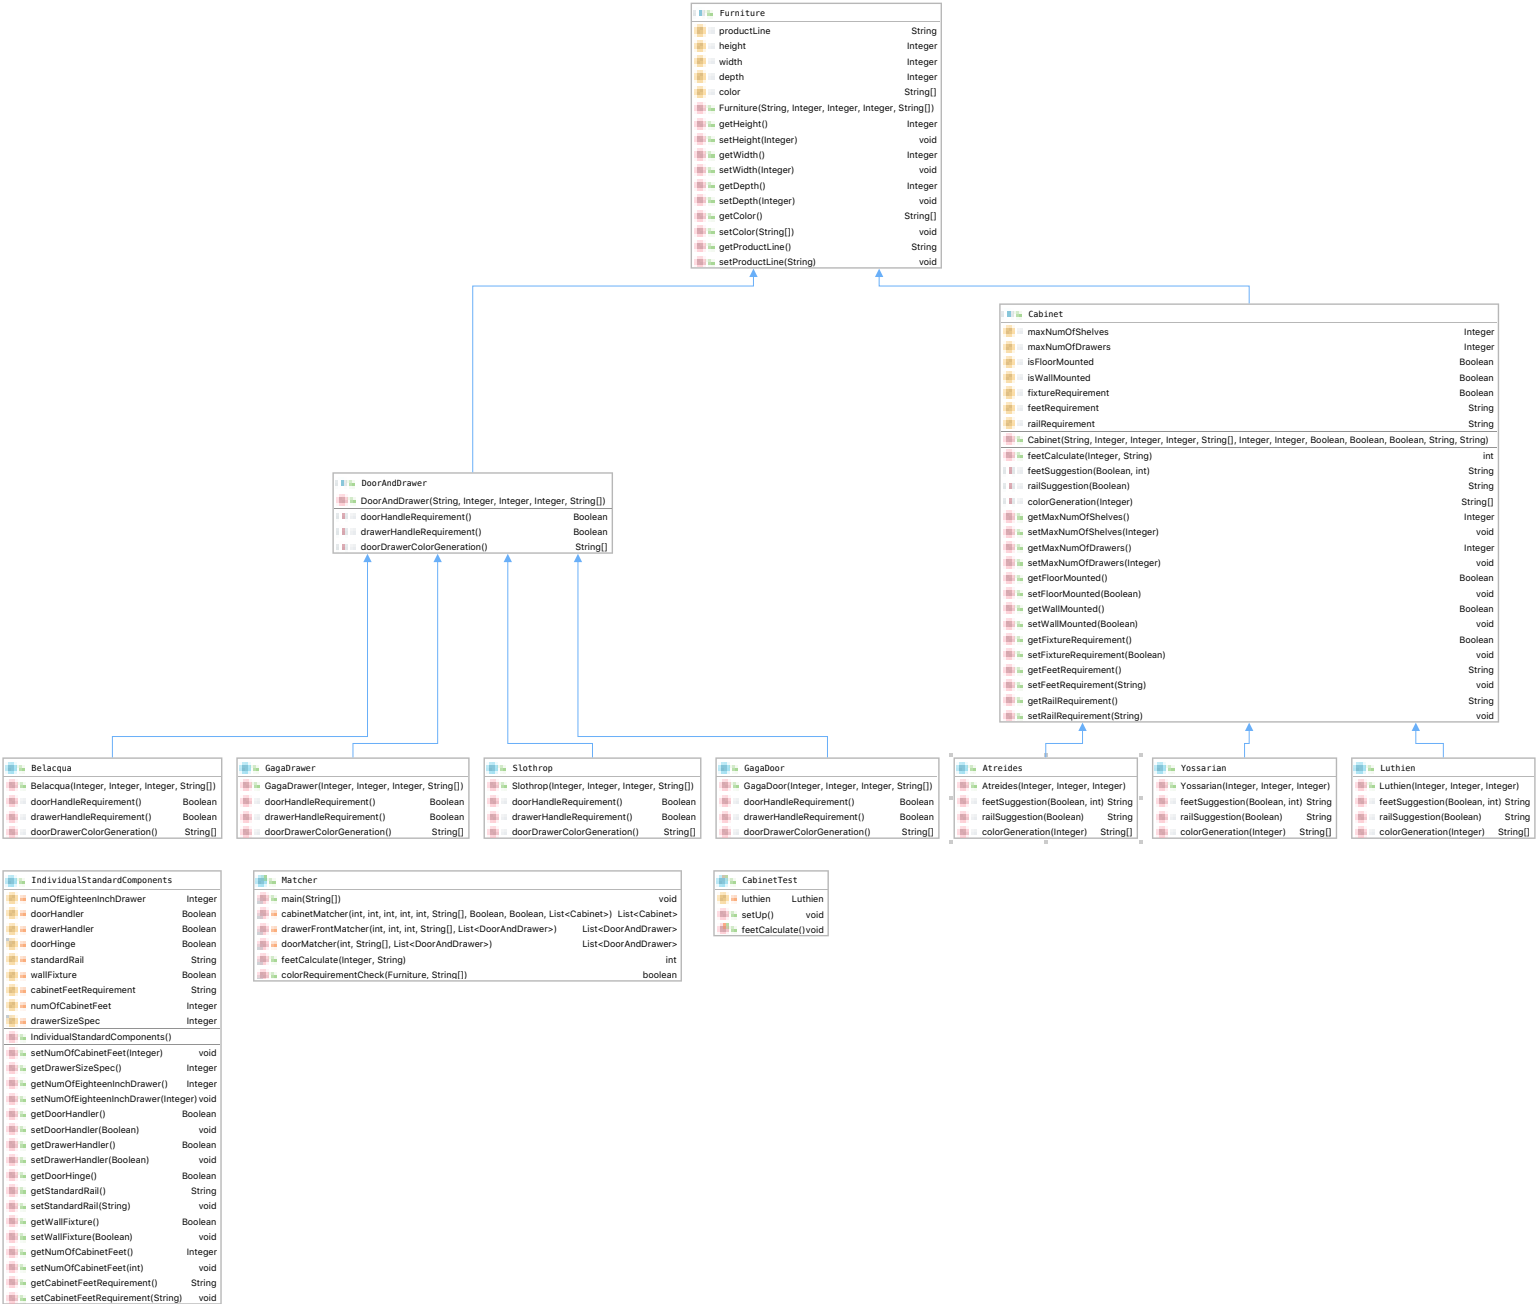 Furniture
productLine String
height Integer
width Integer
depth Integer
color String[]
Furniture(String, Integer, Integer, Integer, String[])
getHeight() Integer
setHeight(Integer) void
getWidth() Integer
setWidth(Integer) void
getDepth() Integer
setDepth(Integer) void
getColor() String[]
setColor(String[]) void
getProductLine() String
setProductLine(String) void
Cabinet
maxNumOfShelves Integer
maxNumOfDrawers Integer
isFloorMounted Boolean
isWallMounted Boolean
fixtureRequirement Boolean
feetRequirement String
railRequirement String
Cabinet(String, Integer, Integer, Integer, String[], Integer, Integer, Boolean, Boolean, Boolean, String, String)
feetCalculate(Integer, String) int
feetSuggestion(Boolean, int) String
railSuggestion(Boolean) String
colorGeneration(Integer) String[]
getMaxNumOfShelves() Integer
setMaxNumOfShelves(Integer) void
getMaxNumOfDrawers() Integer
setMaxNumOfDrawers(Integer) void
getFloorMounted() Boolean
setFloorMounted(Boolean) void
getWallMounted() Boolean
setWallMounted(Boolean) void
getFixtureRequirement() Boolean
setFixtureRequirement(Boolean) void
getFeetRequirement() String
setFeetRequirement(String) void
getRailRequirement() String
setRailRequirement(String) void
DoorAndDrawer
DoorAndDrawer(String, Integer, Integer, Integer, String[])
doorHandleRequirement() Boolean
drawerHandleRequirement() Boolean
doorDrawerColorGeneration() String[]
Belacqua
Belacqua(Integer, Integer, Integer, String[])
doorHandleRequirement() Boolean
drawerHandleRequirement() Boolean
doorDrawerColorGeneration() String[]
GagaDrawer
GagaDrawer(Integer, Integer, Integer, String[])
doorHandleRequirement() Boolean
drawerHandleRequirement() Boolean
doorDrawerColorGeneration() String[]
Slothrop
Slothrop(Integer, Integer, Integer, String[])
doorHandleRequirement() Boolean
drawerHandleRequirement() Boolean
doorDrawerColorGeneration() String[]
GagaDoor
GagaDoor(Integer, Integer, Integer, String[])
doorHandleRequirement() Boolean
drawerHandleRequirement() Boolean
doorDrawerColorGeneration() String[]
Atreides
Atreides(Integer, Integer, Integer)
feetSuggestion(Boolean, int) String
railSuggestion(Boolean) String
colorGeneration(Integer) String[]
Yossarian
Yossarian(Integer, Integer, Integer)
feetSuggestion(Boolean, int) String
railSuggestion(Boolean) String
colorGeneration(Integer) String[]
Luthien
Luthien(Integer, Integer, Integer)
feetSuggestion(Boolean, int) String
railSuggestion(Boolean) String
colorGeneration(Integer) String[]
IndividualStandardComponents
numOfEighteenInchDrawer Integer
doorHandler Boolean
drawerHandler Boolean
doorHinge Boolean
standardRail String
wallFixture Boolean
cabinetFeetRequirement String
numOfCabinetFeet Integer
drawerSizeSpec Integer
IndividualStandardComponents()
setNumOfCabinetFeet(Integer) void
getDrawerSizeSpec() Integer
getNumOfEighteenInchDrawer() Integer
setNumOfEighteenInchDrawer(Integer) void
getDoorHandler() Boolean
setDoorHandler(Boolean) void
getDrawerHandler() Boolean
setDrawerHandler(Boolean) void
getDoorHinge() Boolean
getStandardRail() String
setStandardRail(String) void
getWallFixture() Boolean
setWallFixture(Boolean) void
getNumOfCabinetFeet() Integer
setNumOfCabinetFeet(int) void
getCabinetFeetRequirement() String
setCabinetFeetRequirement(String) void
Matcher
main(String[]) void
cabinetMatcher(int, int, int, int, int, String[], Boolean, Boolean, List<Cabinet>) List<Cabinet>
drawerFrontMatcher(int, int, int, String[], List<DoorAndDrawer>) List<DoorAndDrawer>
doorMatcher(int, String[], List<DoorAndDrawer>) List<DoorAndDrawer>
feetCalculate(Integer, String) int
colorRequirementCheck(Furniture, String[]) boolean
CabinetTest
luthien Luthien
setUp() void
feetCalculate() void